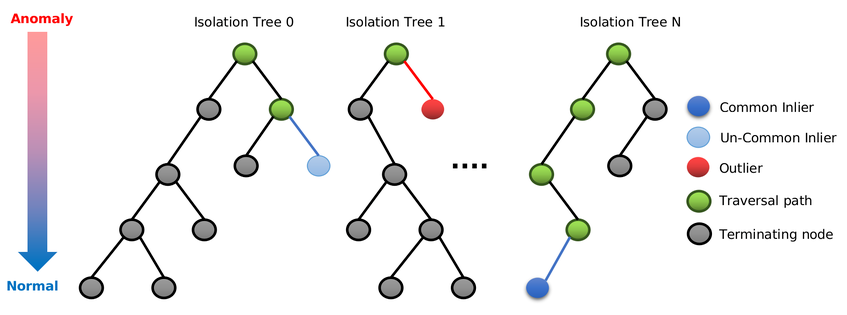 Anomaly
Isolation Tree 0
Isolation Tree 1
Isolation Tree N
....
Common Inlier
Un-Common Inlier
Outlier
Traversal path
Terminating node
Normal